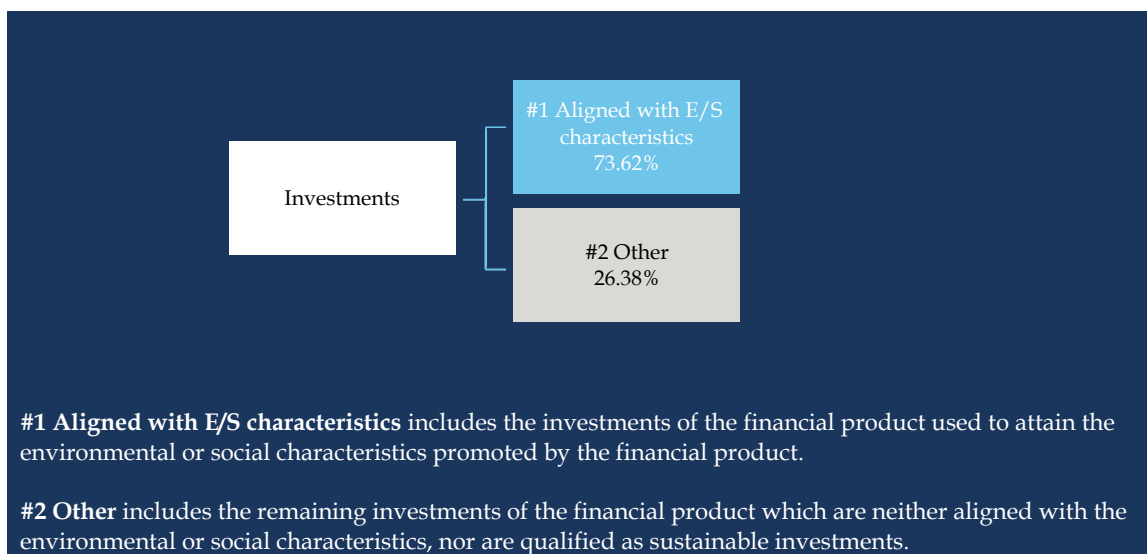 #1 Aligned with E/S
characteristics
73.62%
Investments
#2 Other
26.38%
#1 Aligned with E/S characteristics includes the investments of the financial product used to attain the
environmental or social characteristics promoted by the financial product.
#2 Other includes the remaining investments of the financial product which are neither aligned with the
environmental or social characteristics, nor are qualified as sustainable investments.